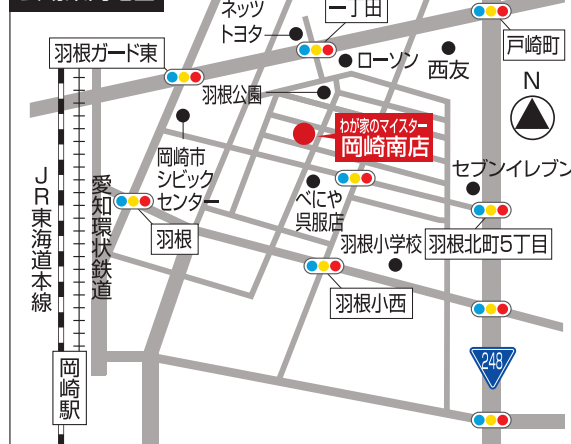 ネッツ
トヨタ
一丁田
戸崎町
羽根ガード東
ローソン
西友
N
羽根公園
わが家のマイスター
岡崎南店
岡崎市
シビック
センター
セブンイレブン
JR東海道本線
愛知環状鉄道
べにや
呉服店
羽根
羽根小学校
羽根北町5丁目
羽根小西
248
岡崎駅